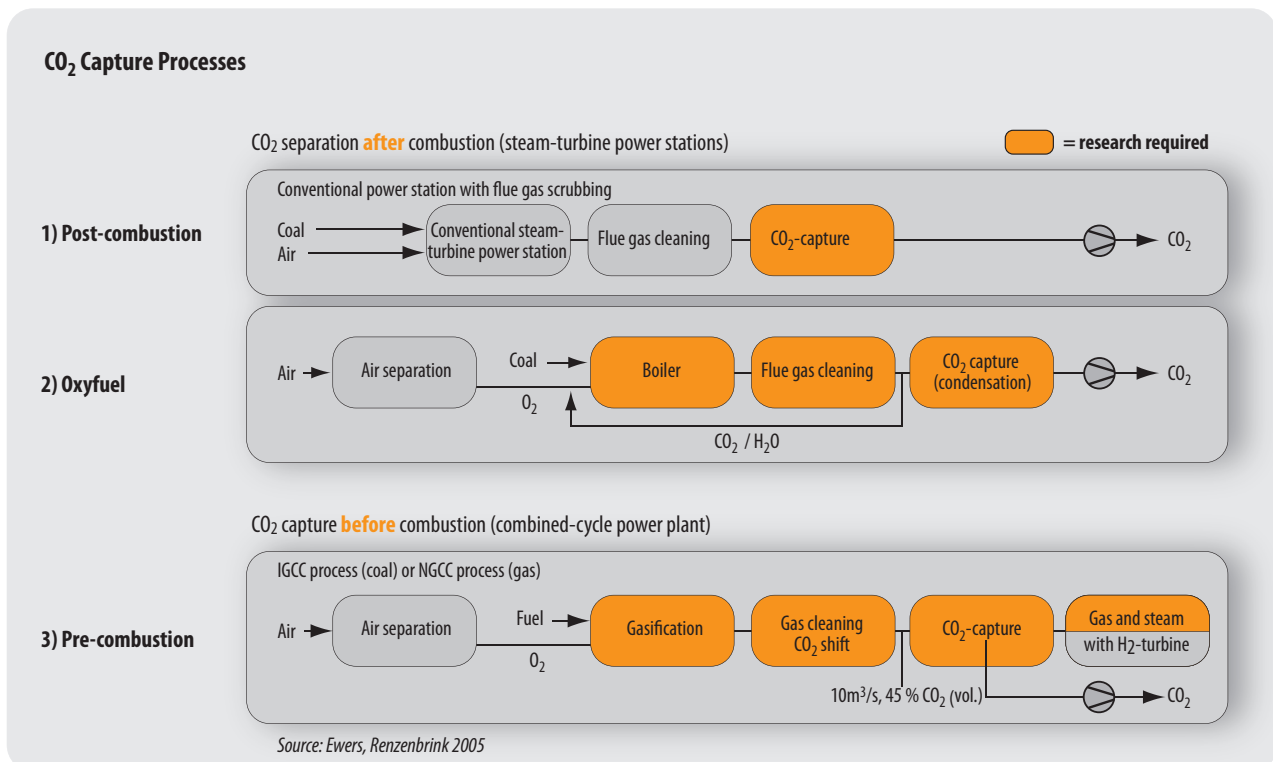 CO₂ Capture Processes
CO₂ separation after combustion (steam-turbine power stations)
= research required
1) Post-combustion
Conventional power station with flue gas scrubbing
Coal
Air
Conventional steam-
turbine power station
Flue gas cleaning
CO₂-capture
CO₂
2) Oxyfuel
Air
Air separation
Coal
O₂
Boiler
Flue gas cleaning
CO₂ capture
(condensation)
CO₂
CO₂ / H₂O
CO₂ capture before combustion (combined-cycle power plant)
3) Pre-combustion
IGCC process (coal) or NGCC process (gas)
Air
Air separation
Fuel
O₂
Gasification
Gas cleaning
CO₂ shift
CO₂-capture
Gas and steam
with H2-turbine
10m³/s, 45 % CO₂ (vol.)
CO₂
Source: Ewers, Renzenbrink 2005